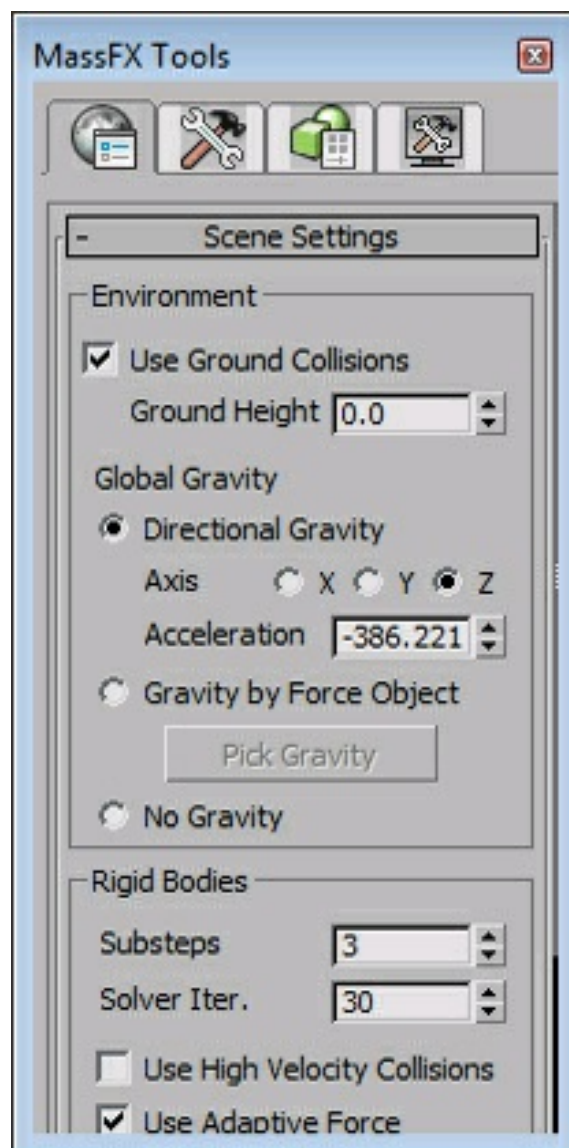 MassFX Tools
- Scene Settings
Environment
Use Ground Collisions
Ground Height 0.0
Global Gravity
Directional Gravity
Axis X Y Z
Acceleration -386.221
Gravity by Force Object
Pick Gravity
No Gravity
Rigid Bodies
Substeps 3
Solver Iter. 30
Use High Velocity Collisions
Use Adaptive Force